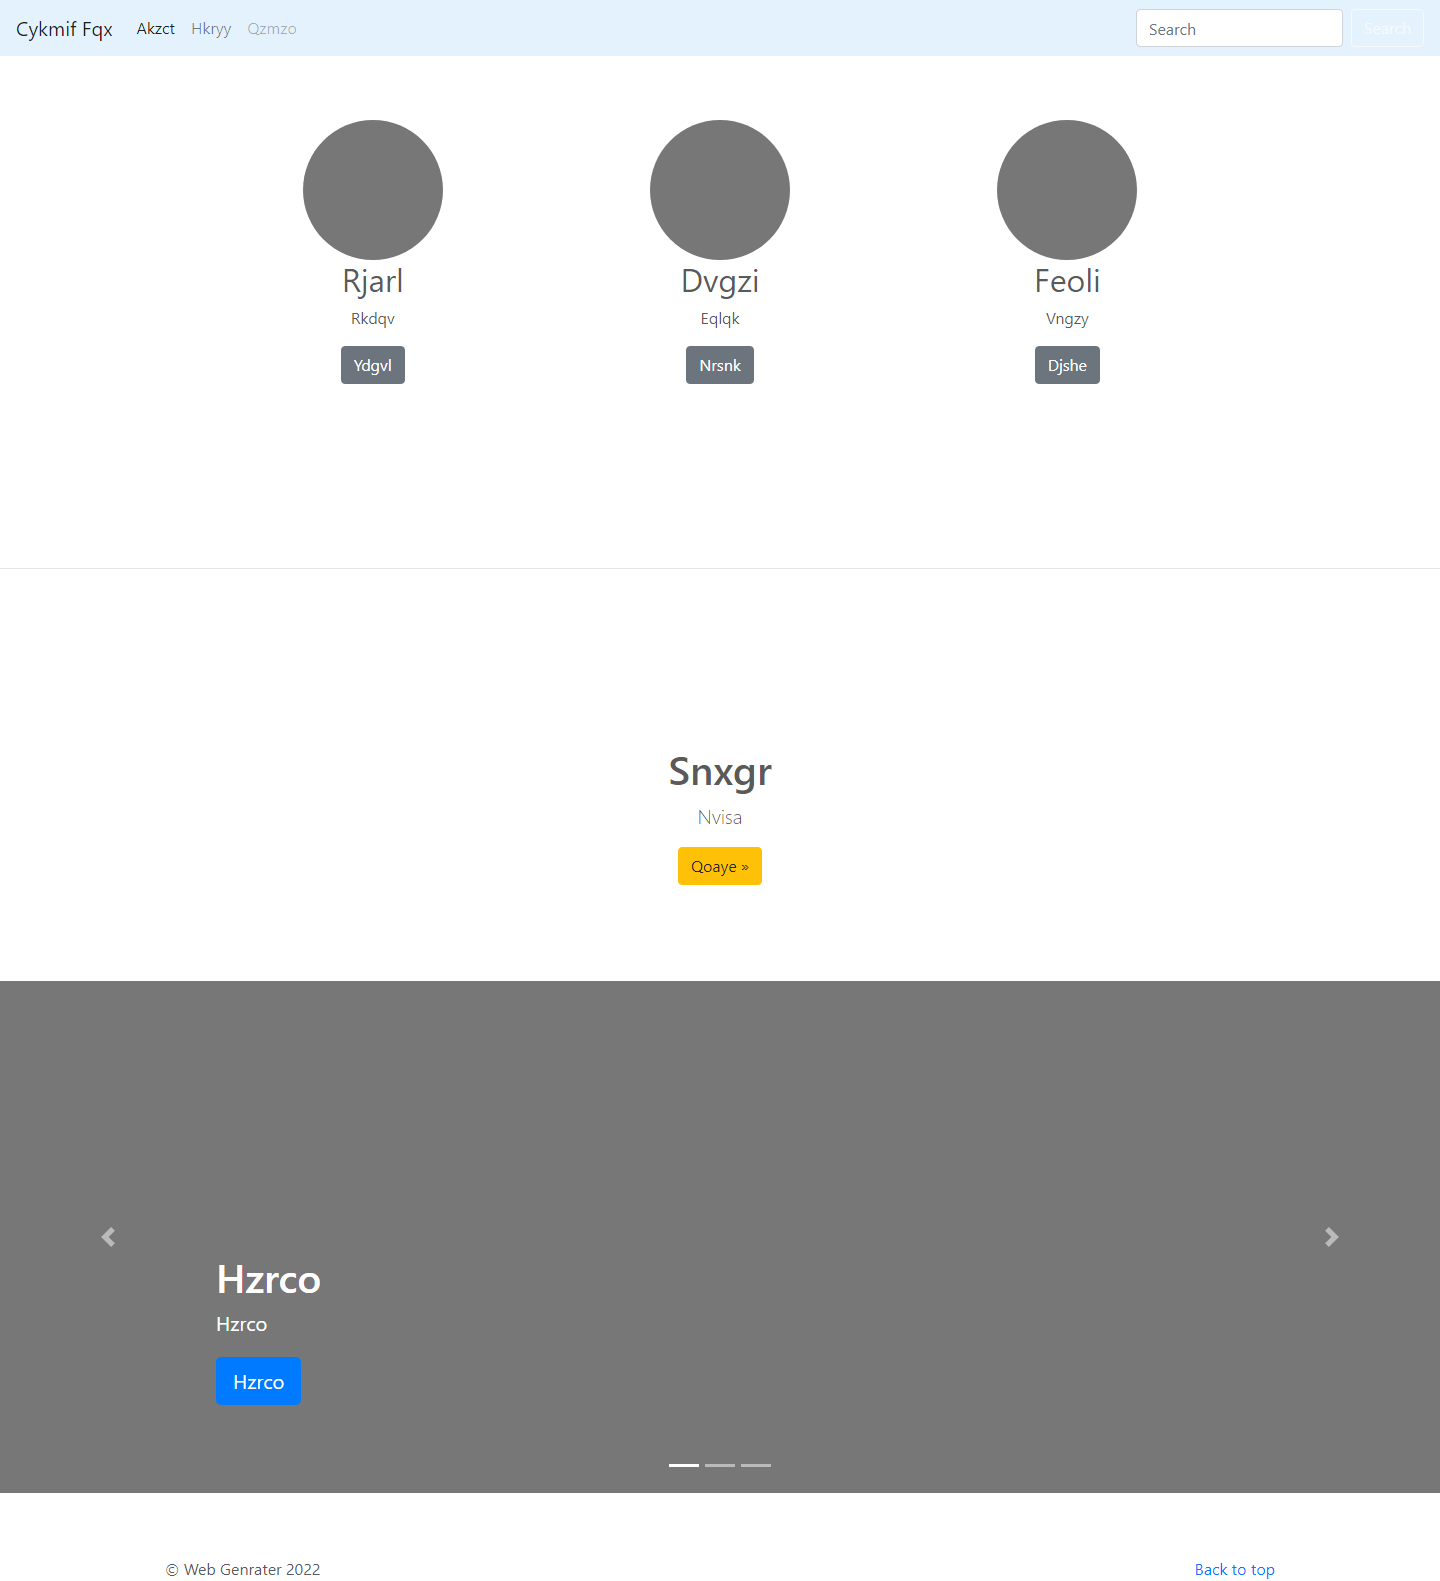 Cykmif Fqx Akzct Hkryy Qzmzo Search Search
Rjarl Dvgzi Feoli
Rkdqv Eqlqk Vngzy
Ydgvl Nrsnk Djshe
Snxgr
Nvisa
Qoaye »
Hzrco
Hzrco
Hzrco
© Web Genrater 2022 Back to top